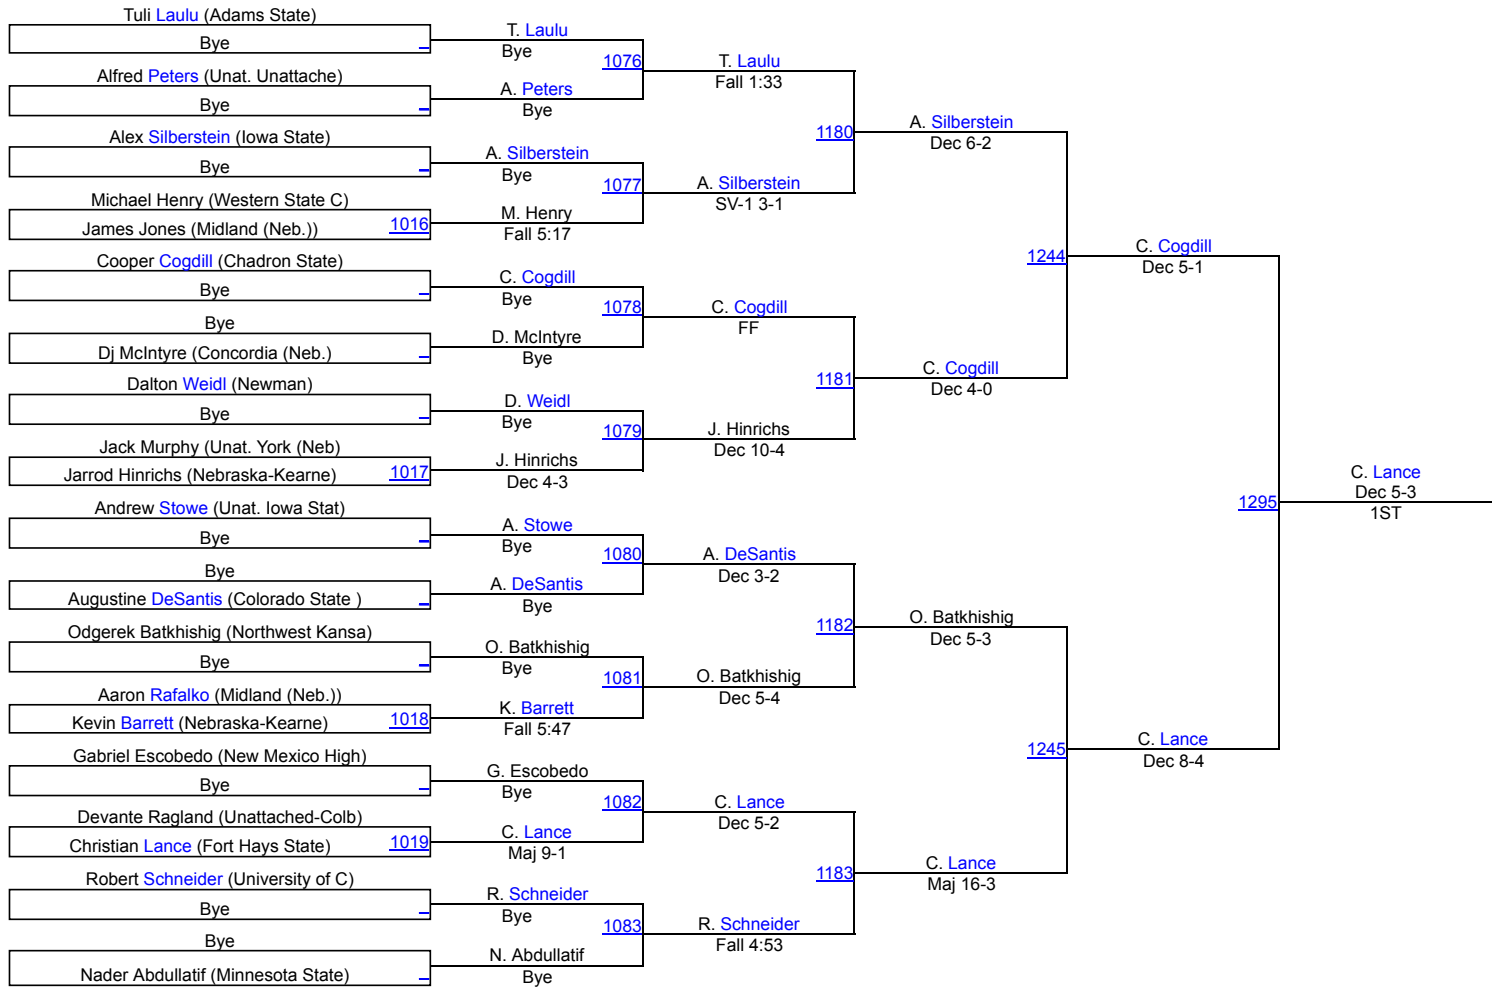 Tuli Laulu (Adams State)
Bye
Alfred Peters (Unat. Unattache)
Bye
Alex Silberstein (Iowa State)
Bye
Michael Henry (Western State C)
James Jones (Midland (Neb.)) 1016
Cooper Cogdill (Chadron State)
Bye
Bye
Dj McIntyre (Concordia (Neb.)
Dalton Weidl (Newman)
Bye
Jack Murphy (Unat. York (Neb)
Jarrod Hinrichs (Nebraska-Kearne) 1017
Andrew Stowe (Unat. Iowa Stat)
Bye
Bye
Augustine DeSantis (Colorado State )
Odgerek Batkhishig (Northwest Kansa)
Bye
Aaron Rafalko (Midland (Neb.))
Kevin Barrett (Nebraska-Kearne) 1018
Gabriel Escobedo (New Mexico High)
Bye
Devante Ragland (Unattached-Colb)
Christian Lance (Fort Hays State) 1019
Robert Schneider (University of C)
Bye
Bye
Nader Abdullatif (Minnesota State)
T. Laulu
Bye
1076
A. Peters
Bye
A. Silberstein
Bye
1077
M. Henry
Fall 5:17
C. Cogdill
Bye
1078
D. McIntyre
Bye
D. Weidl
Bye
1079
J. Hinrichs
Dec 4-3
A. Stowe
Bye
1080
A. DeSantis
Bye
O. Batkhishig
Bye
1081
K. Barrett
Fall 5:47
G. Escobedo
Bye
1082
C. Lance
Maj 9-1
R. Schneider
Bye
1083
N. Abdullatif
Bye
T. Laulu
Fall 1:33
1180
A. Silberstein
SV-1 3-1
C. Cogdill
FF
1181
J. Hinrichs
Dec 10-4
A. DeSantis
Dec 3-2
1182
O. Batkhishig
Dec 5-4
C. Lance
Dec 5-2
1183
R. Schneider
Fall 4:53
A. Silberstein
Dec 6-2
1244
C. Cogdill
Dec 4-0
O. Batkhishig
Dec 5-3
1245
C. Lance
Maj 16-3
C. Cogdill
Dec 5-1
1295
C. Lance
Dec 8-4
C. Lance
Dec 5-3
1ST